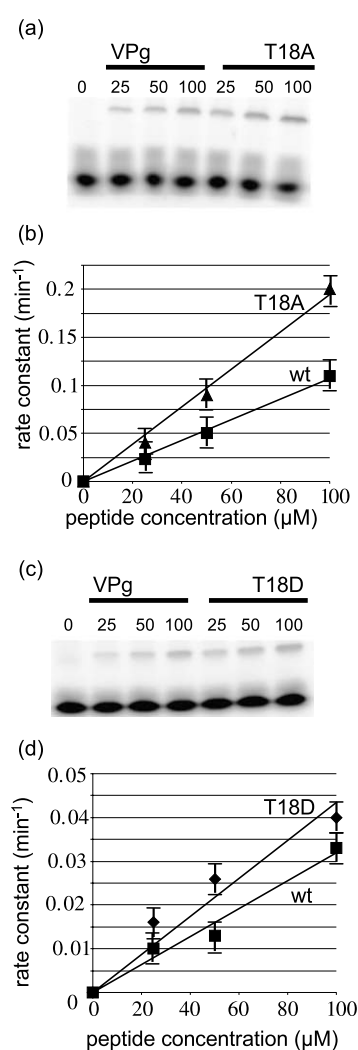 (a)
VPg T18A
0 25 50 100 25 50 100
(b)
rate constant (min-1)
0.2
0.15
0.1
0.05
0
T18A
wt
0 20 40 60 80 100
peptide concentration (µM)
(c)
VPg T18D
0 25 50 100 25 50 100
(d)
rate constant (min-1)
0.05
0.04
0.03
0.02
0.01
0
T18D
wt
0 20 40 60 80 100
peptide concentration (µM)